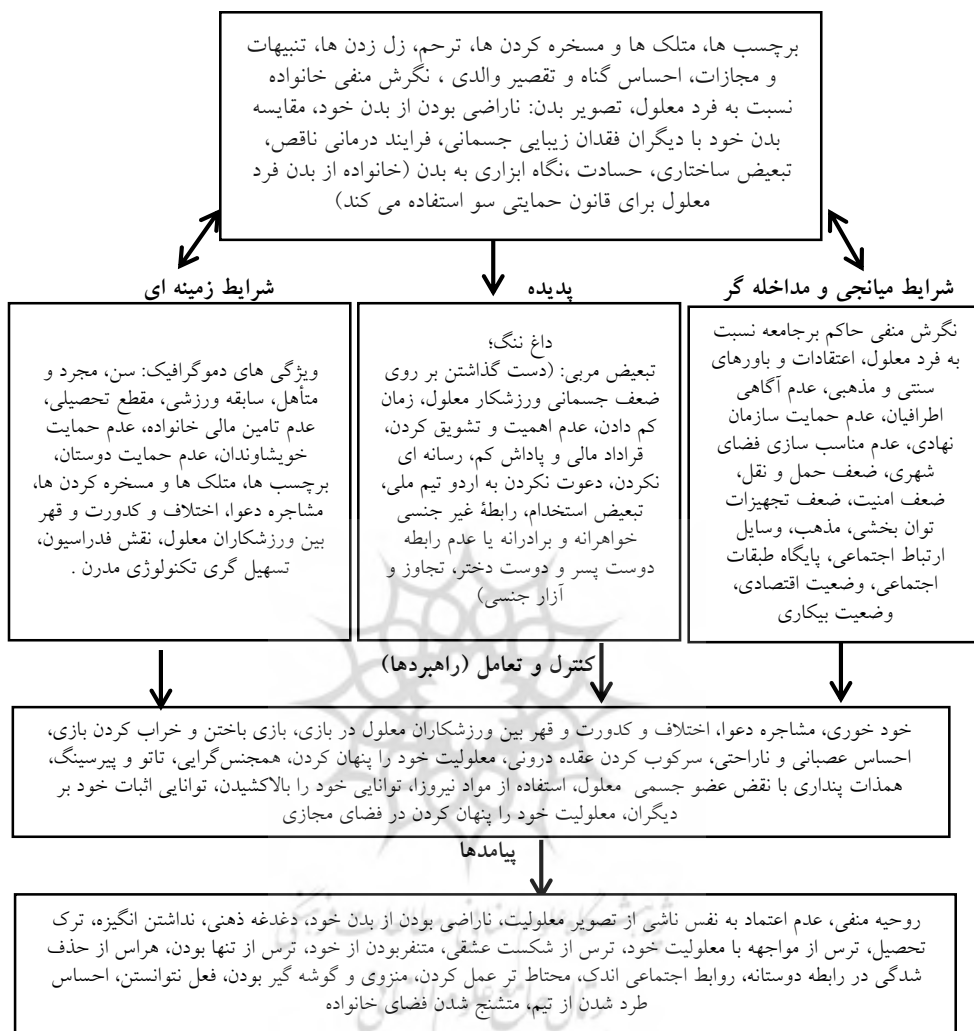 برچسب ها، متلک ها و مسخره کردن ها، ترحم، زل زدن ها، تنبیهات
و مجازات، احساس گناه و تقصیر والدی ، نگرش منفی خانواده
نسبت به فرد معلول، تصویر بدن: ناراضی بودن از بدن خود، مقایسه
بدن خود با دیگران فقدان زیبایی جسمانی، فرایند درمانی ناقص،
تبعیض ساختاری، حسادت ،نگاه ابزاری به بدن (خانواده از بدن فرد
معلول برای قانون حمایتی سو استفاده می کند)
شرایط میانجی و مداخله گر
نگرش منفی حاکم برجامعه نسبت
به فرد معلول، اعتقادات و باورهای
سنتی و مذهبی، عدم آگاهی
اطرافیان، عدم حمایت سازمان
نهادی، عدم مناسب سازی فضای
شهری، ضعف حمل و نقل،
ضعف امنیت، ضعف تجهیزات
توان بخشی، مذهب، وسایل
ارتباط اجتماعی، پایگاه طبقات
اجتماعی، وضعیت اقتصادی،
وضعیت بیکاری
پدیده
داغ ننگ؛
تبعیض مربی: (دست گذاشتن بر روی
ضعف جسمانی ورزشکار معلول، زمان
کم دادن، عدم اهمیت و تشویق کردن،
قراداد مالی و پاداش کم، رسانه ای
نکردن، دعوت نکردن به اردو تیم ملی،
تبعیض استخدام، رابطۀ غیر جنسی
خواهرانه و برادرانه یا عدم رابطه
دوست پسر و دوست دختر، تجاوز و
آزار جنسی)
شرایط زمینه ای
ویژگی های دموگرافیک: سن، مجرد و
متأهل، سابقه ورزشی، مقطع تحصیلی،
عدم تامین مالی خانواده، عدم حمایت
خویشاوندان، عدم حمایت دوستان،
برچسب ها، متلک ها و مسخره کردن ها،
مشاجره دعوا، اختلاف و کدورت و قهر
بین ورزشکاران معلول، نقش فدراسیون،
تسهیل گری تکنولوژی مدرن .
کنترل و تعامل (راهبردها)
خود خوری، مشاجره دعوا، اختلاف و کدورت و قهر بین ورزشکاران معلول در بازی، بازی باختن و خراب کردن بازی،
احساس عصبانی و ناراحتی، سرکوب کردن عقده درونی، معلولیت خود را پنهان کردن، همجنس‌گرایی، تاتو و پیرسینگ،
همذات پنداری با نقض عضو جسمی معلول، استفاده از مواد نیروزا، توانایی خود را بالاکشیدن، توانایی اثبات خود بر
دیگران، معلولیت خود را پنهان کردن در فضای مجازی
پیامدها
روحیه منفی، عدم اعتماد به نفس ناشی از تصویر معلولیت، ناراضی بودن از بدن خود، دغدغه ذهنی، نداشتن انگیزه، ترک
تحصیل، ترس از مواجهه با معلولیت خود، ترس از شکست عشقی، متنفربودن از خود، ترس از تنها بودن، هراس از حذف
شدگی در رابطه دوستانه، روابط اجتماعی اندک، محتاط تر عمل کردن، منزوی و گوشه گیر بودن، فعل نتوانستن، احساس
طرد شدن از تیم، متشنج شدن فضای خانواده